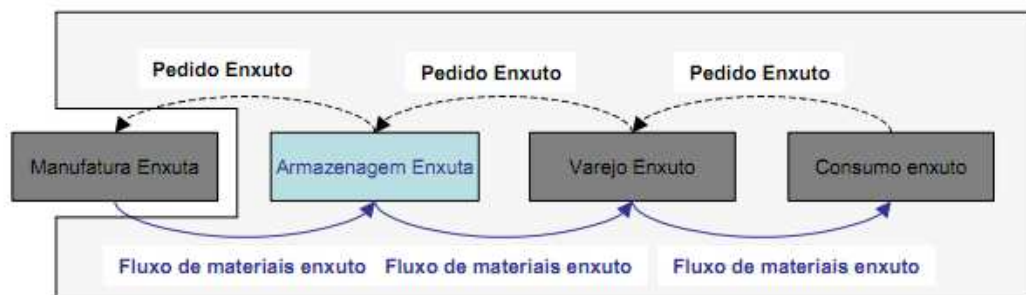 Pedido Enxuto
Pedido Enxuto
Pedido Enxuto
Manufatura Enxuta
Armazenagem Enxuta
Varejo Enxuto
Consumo enxuto
Fluxo de materiais enxuto
Fluxo de materiais enxuto
Fluxo de materiais enxuto